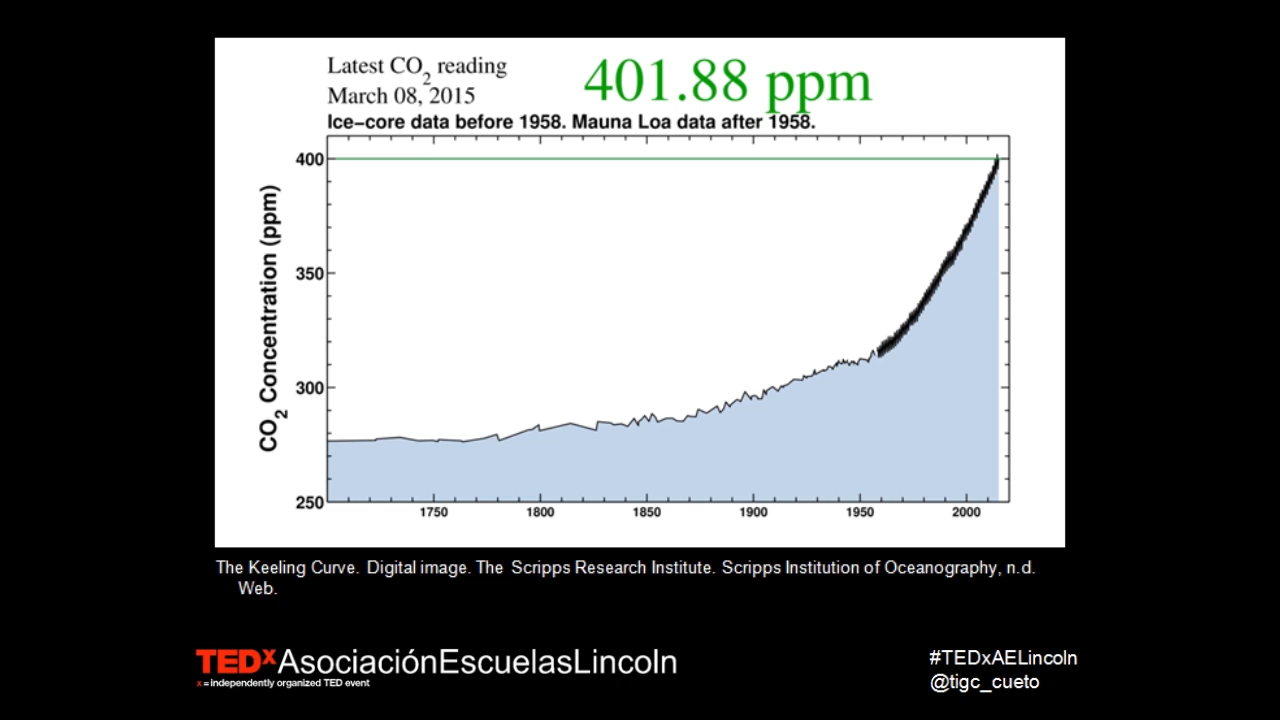 Latest CO2 reading
March 08, 2015
401.88 ppm
Ice-core data before 1958. Mauna Loa data after 1958.
CO2 Concentration (ppm)
400
350
300
250
1750 1800 1850 1900 1950 2000
The Keeling Curve. Digital image. The Scripps Research Institute. Scripps Institution of Oceanography, n.d.
Web.
TEDxAsociaciónEscuelasLincoln
x = independently organized TED event
#TEDxAELincoln
@tigc_cueto